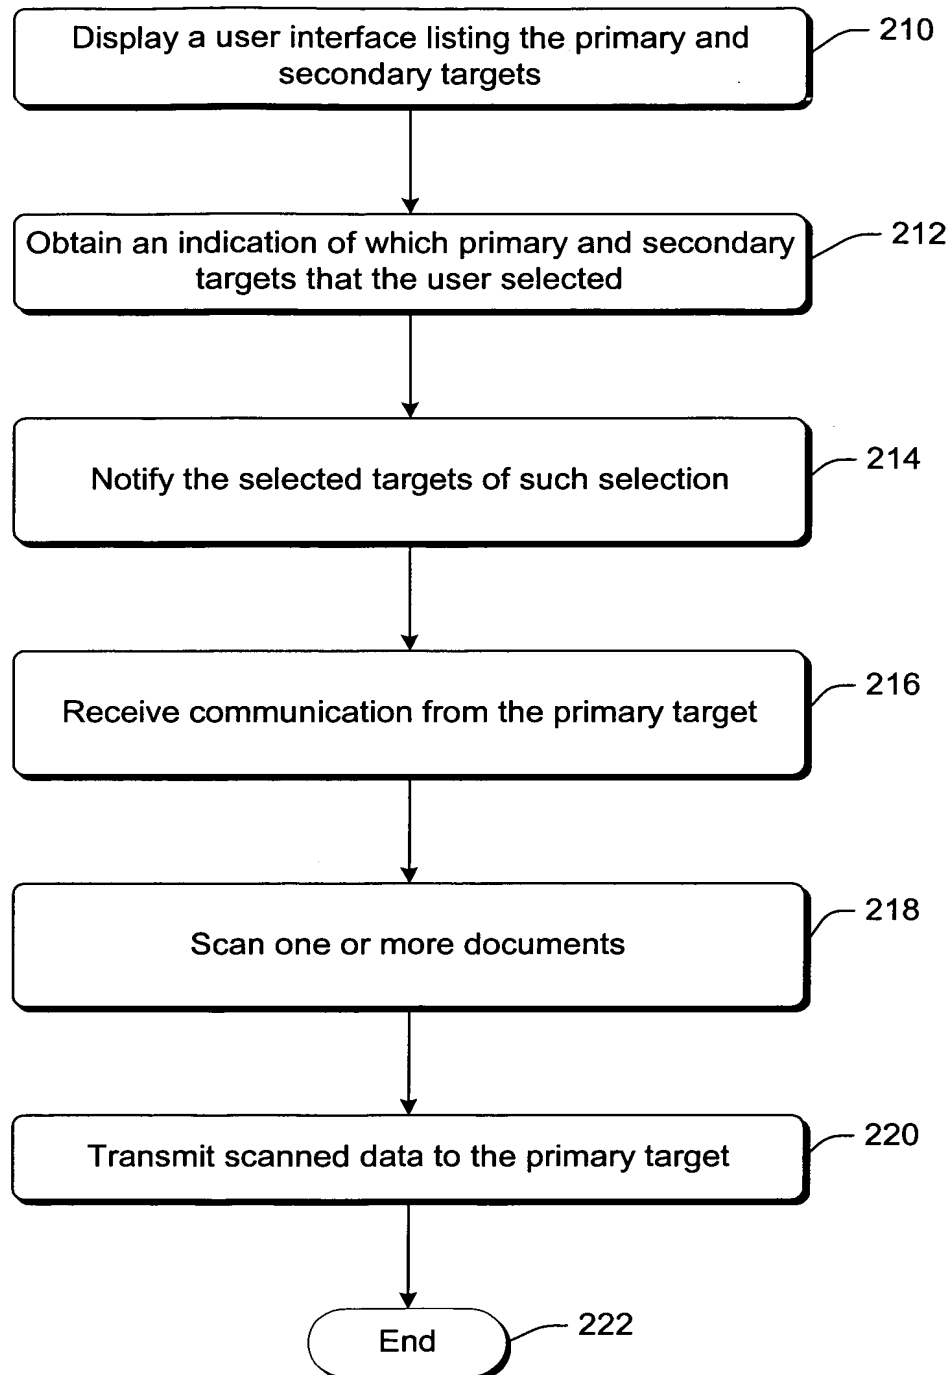 Display a user interface listing the primary and
secondary targets
210
Obtain an indication of which primary and secondary
targets that the user selected
212
Notify the selected targets of such selection
214
Receive communication from the primary target
216
Scan one or more documents
218
Transmit scanned data to the primary target
220
End
222